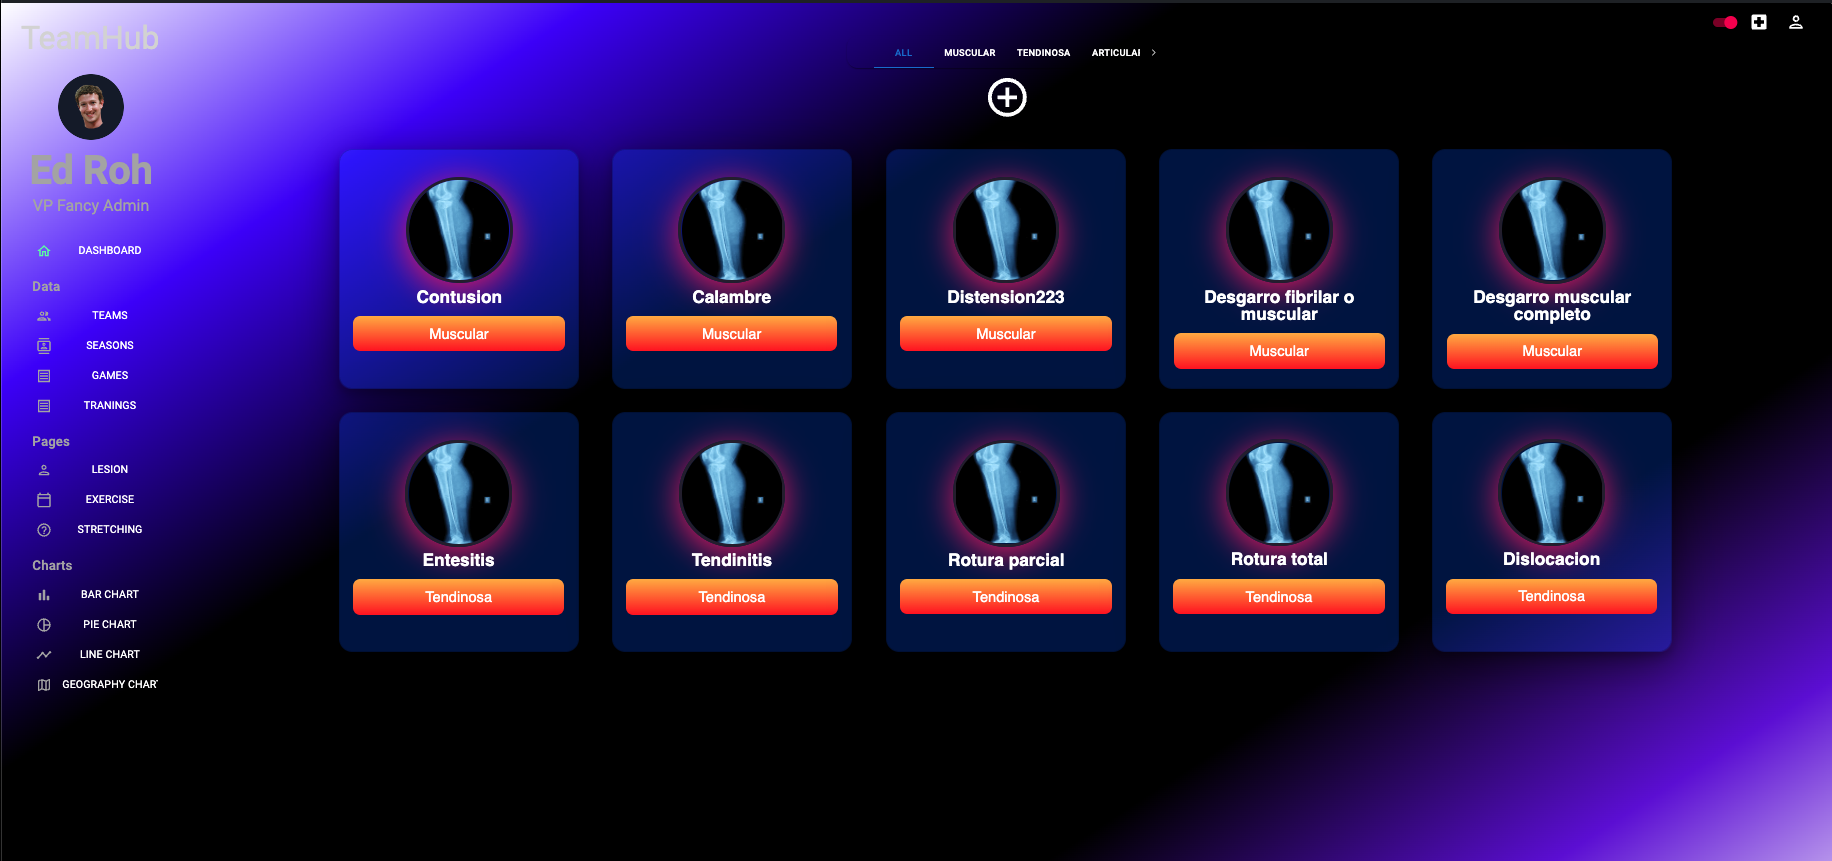 TeamHub
Ed Roh
VP Fancy Admin
DASHBOARD
Data
TEAMS
SEASONS
GAMES
TRANINGS
Pages
LESION
EXERCISE
STRETCHING
Charts
BAR CHART
PIE CHART
LINE CHART
GEOGRAPHY CHART
ALL MUSCULAR TENDINOSA ARTICULAI
Contusion
Muscular
Calambre
Muscular
Distension223
Muscular
Desgarro fibrilar o
muscular
Muscular
Desgarro muscular
completo
Muscular
Entesitis
Tendinosa
Tendinitis
Tendinosa
Rotura parcial
Tendinosa
Rotura total
Tendinosa
Dislocacion
Tendinosa